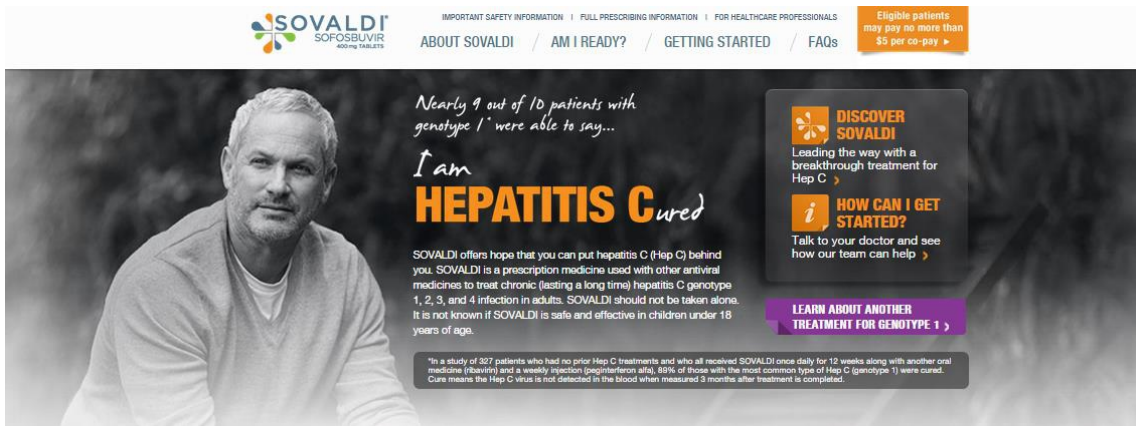 SOVALDI®
SOFOSBUVIR
400 mg TABLETS
IMPORTANT SAFETY INFORMATION | FULL PRESCRIBING INFORMATION | FOR HEALTHCARE PROFESSIONALS
ABOUT SOVALDI / AM I READY? / GETTING STARTED / FAQs
Eligible patients
may pay no more than
$5 per co-pay ▸
Nearly 9 out of 10 patients with
genotype 1* were able to say...
I am
HEPATITIS Cured
SOVALDI offers hope that you can put hepatitis C (Hep C) behind
you. SOVALDI is a prescription medicine used with other antiviral
medicines to treat chronic (lasting a long time) hepatitis C genotype
1, 2, 3, and 4 infection in adults. SOVALDI should not be taken alone.
It is not known if SOVALDI is safe and effective in children under 18
years of age.
*In a study of 327 patients who had no prior Hep C treatments and who all received SOVALDI once daily for 12 weeks along with another oral
medicine (ribavirin) and a weekly injection (peginterferon alfa), 89% of those with the most common type of Hep C (genotype 1) were cured.
Cure means the Hep C virus is not detected in the blood when measured 3 months after treatment is completed.
DISCOVER
SOVALDI
Leading the way with a
breakthrough treatment for
Hep C ›
i
HOW CAN I GET
STARTED?
Talk to your doctor and see
how our team can help ›
LEARN ABOUT ANOTHER
TREATMENT FOR GENOTYPE 1 ›